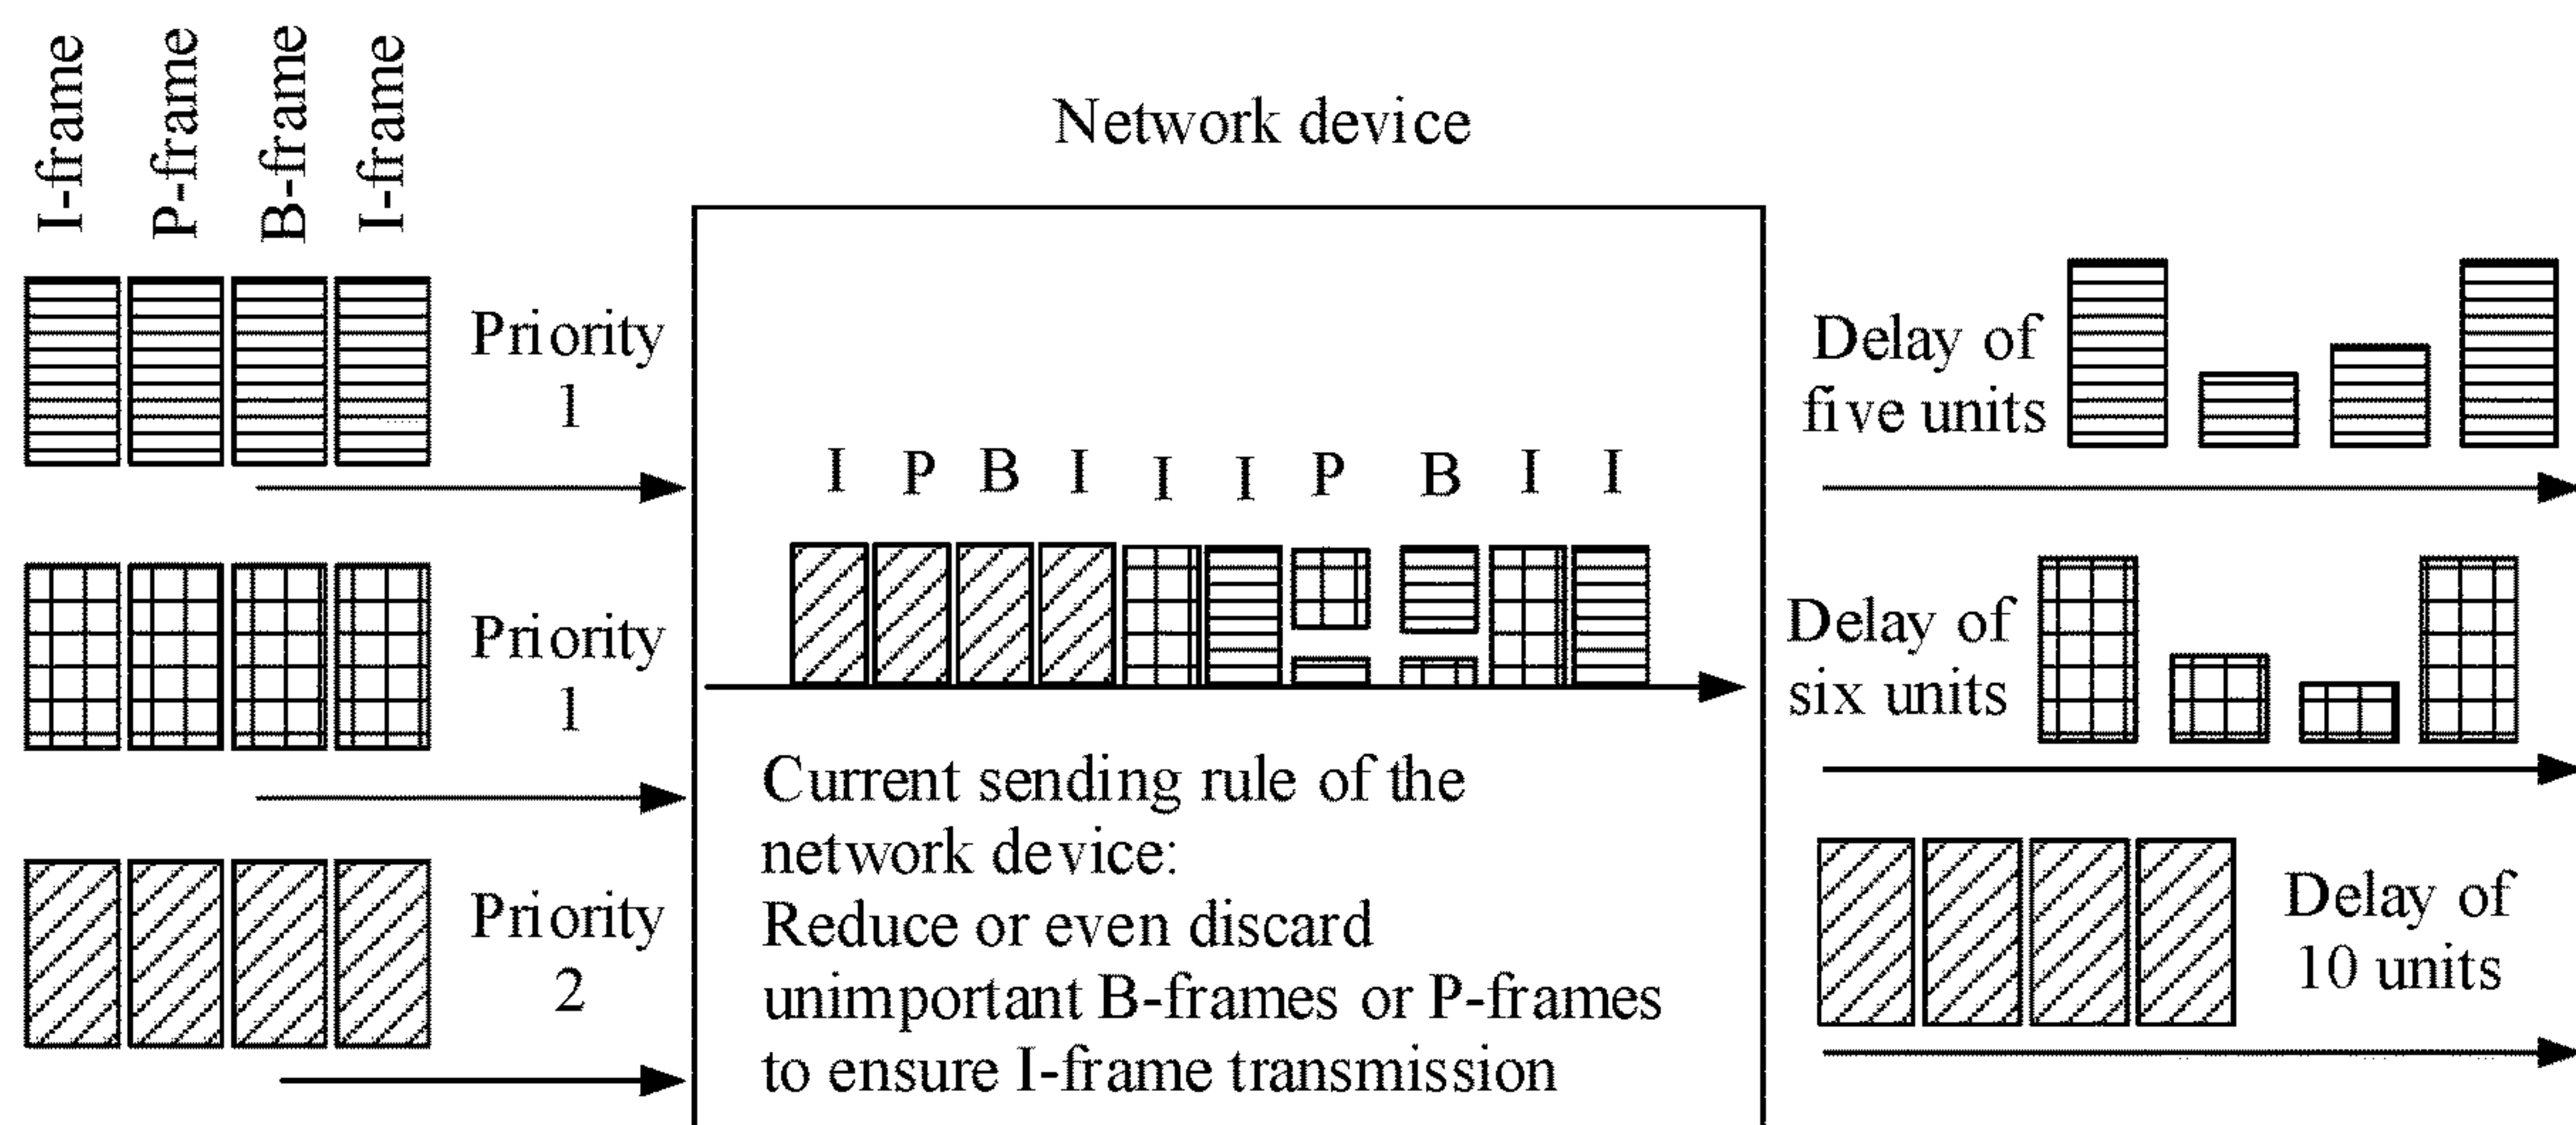 I-frame
P-frame
B-frame
I-frame
Network device
Priority
1
Priority
1
Priority
2
I P B I I I P B I I
Current sending rule of the
network device:
Reduce or even discard
unimportant B-frames or P-frames
to ensure I-frame transmission
Delay of
five units
Delay of
six units
Delay of
10 units